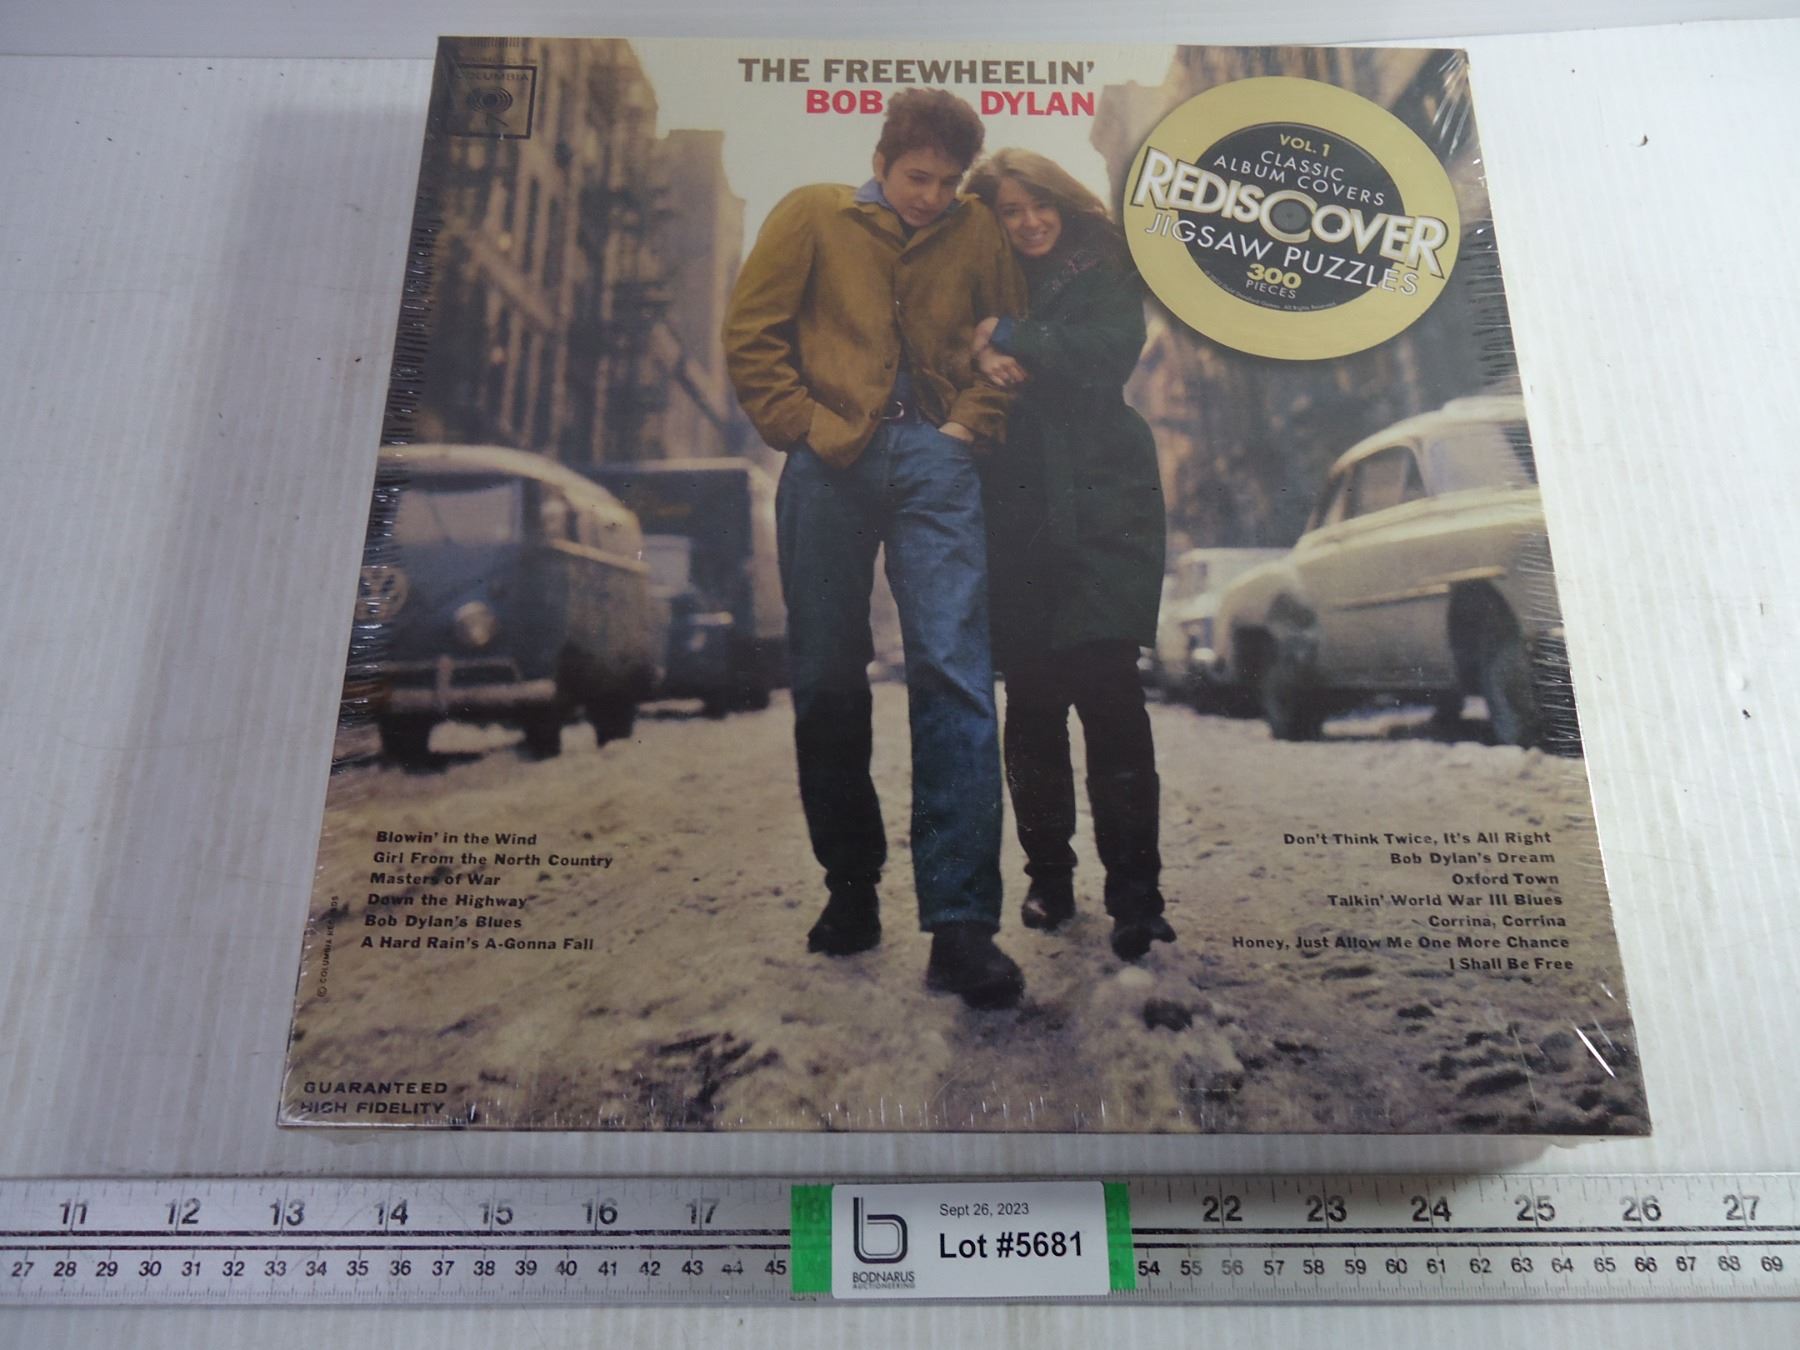 COLUMBIA
THE FREEWHEELIN'
BOB DYLAN
VOL. 1
CLASSIC
ALBUM COVERS
REDISCOVER
JIGSAW PUZZLES
300
PIECES
Blowin' in the Wind
Girl From the North Country
Masters of War
Down the Highway
Bob Dylan's Blues
A Hard Rain's A-Gonna Fall
Don't Think Twice, It's All Right
Bob Dylan's Dream
Oxford Town
Talkin' World War III Blues
Corrina, Corrina
Honey, Just Allow Me One More Chance
I Shall Be Free
© COLUMBIA RECORDS
GUARANTEED
HIGH FIDELITY
11 12 13 14 15 16 17 18 22 23 24 25 26 27
27 28 29 30 31 32 33 34 35 36 37 38 39 40 41 42 43 44 45 54 55 56 57 58 59 60 61 62 63 64 65 66 67 68 69
Sept 26, 2023
Lot #5681
BODNARUS
AUCTIONEERING